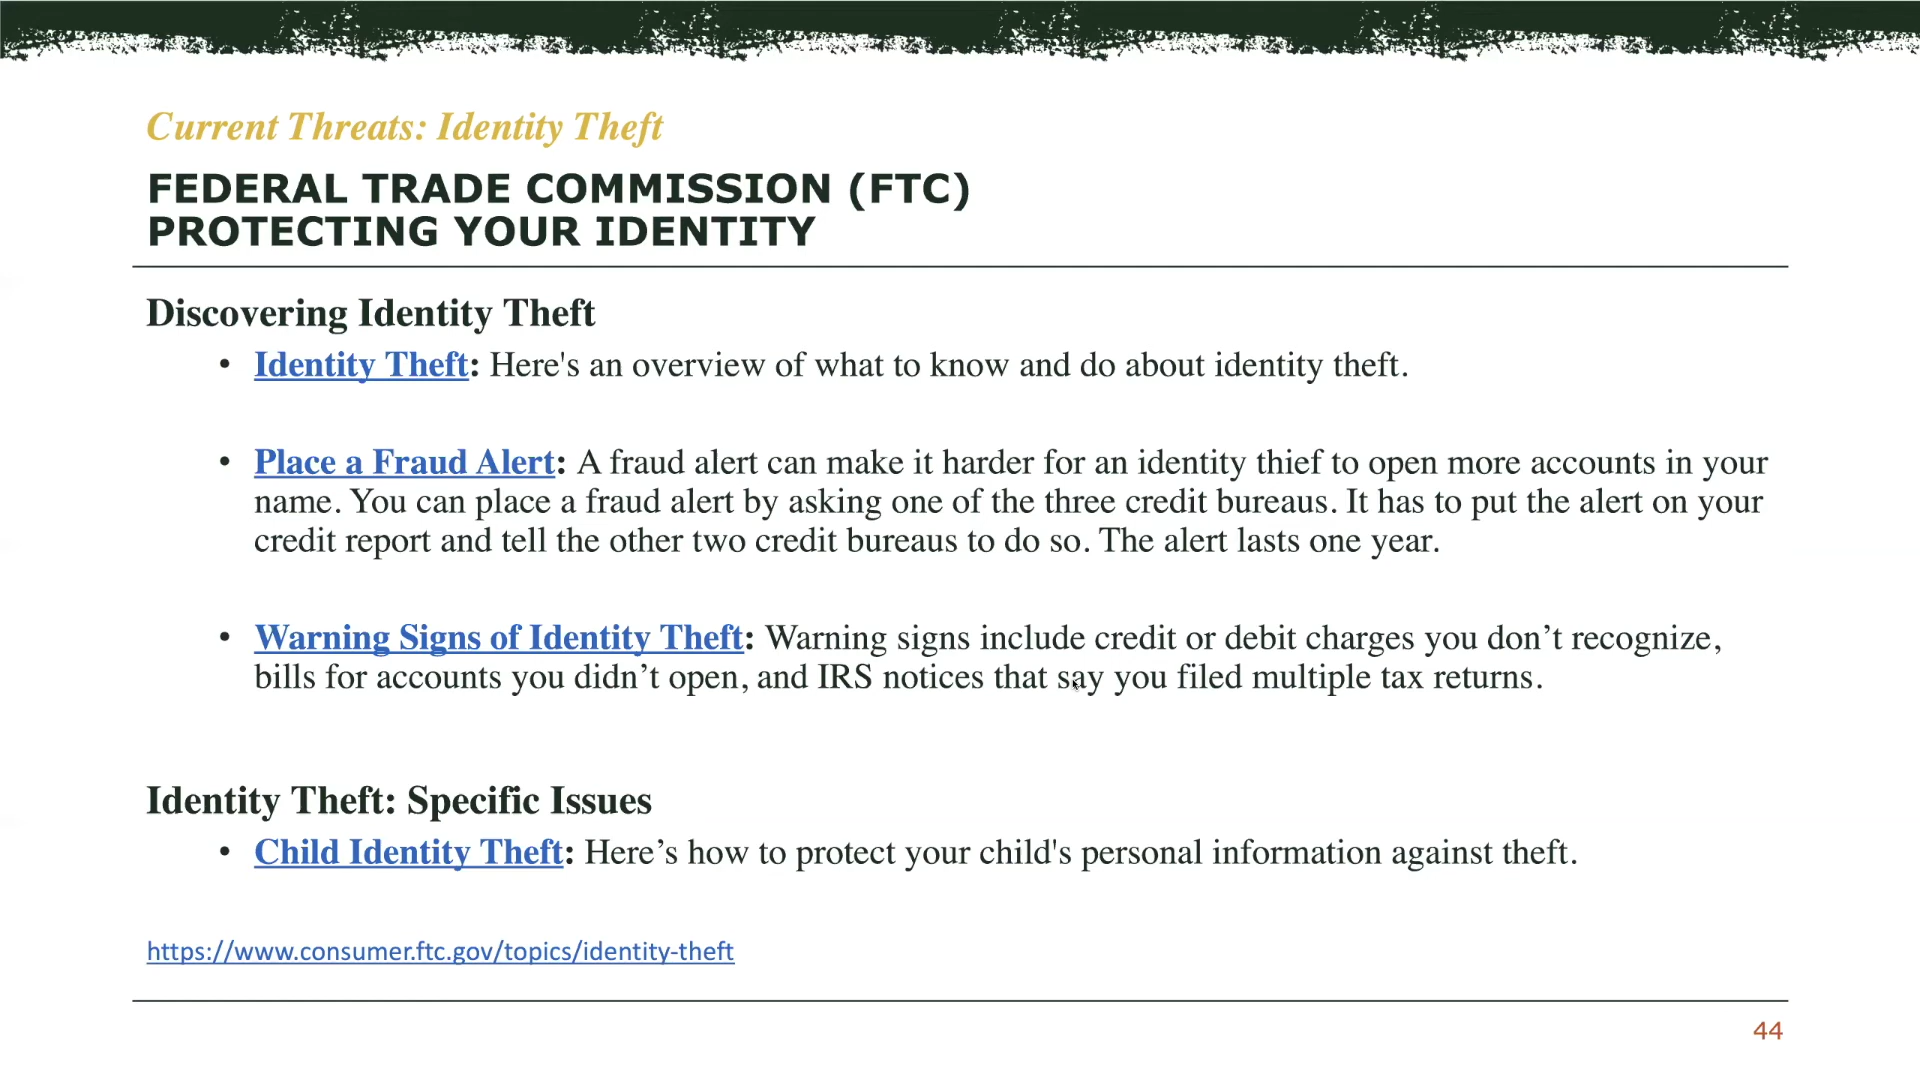 Current Threats: Identity Theft
FEDERAL TRADE COMMISSION (FTC)
PROTECTING YOUR IDENTITY
Discovering Identity Theft
• Identity Theft: Here's an overview of what to know and do about identity theft.
• Place a Fraud Alert: A fraud alert can make it harder for an identity thief to open more accounts in your
name. You can place a fraud alert by asking one of the three credit bureaus. It has to put the alert on your
credit report and tell the other two credit bureaus to do so. The alert lasts one year.
• Warning Signs of Identity Theft: Warning signs include credit or debit charges you don’t recognize,
bills for accounts you didn’t open, and IRS notices that say you filed multiple tax returns.
Identity Theft: Specific Issues
• Child Identity Theft: Here’s how to protect your child's personal information against theft.
https://www.consumer.ftc.gov/topics/identity-theft
44